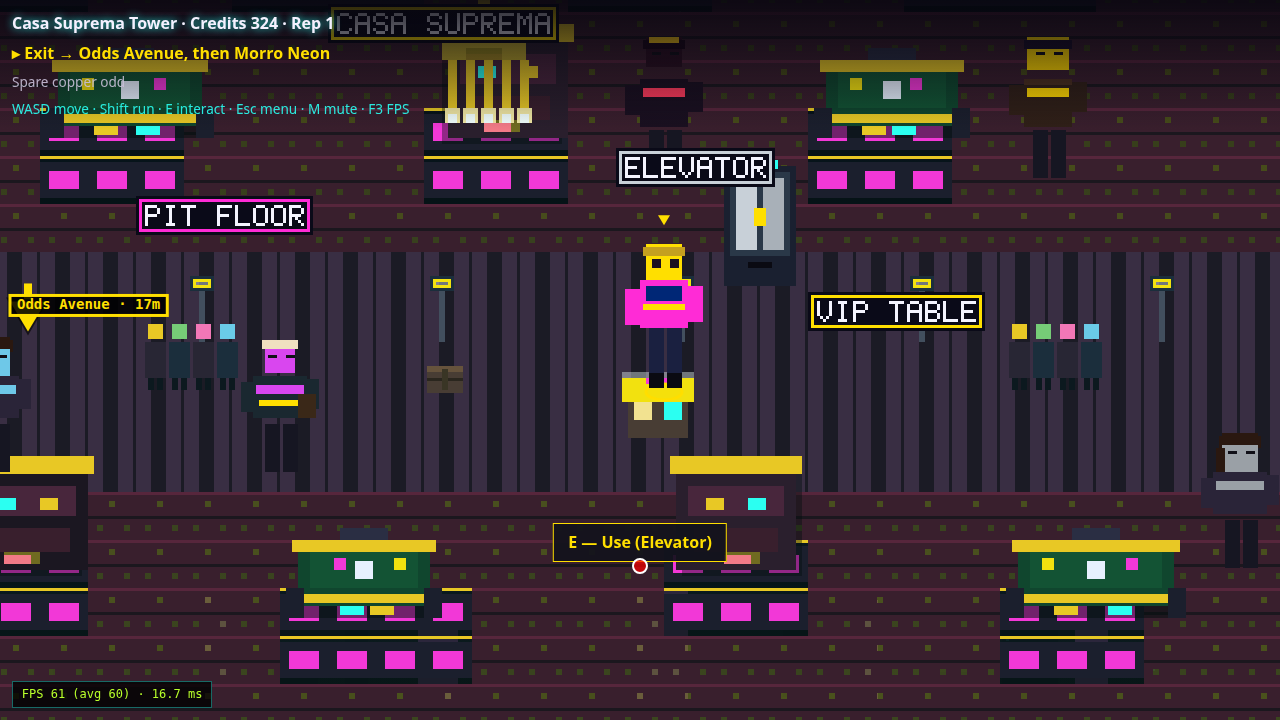 Casa Suprema Tower · Credits 324 · Rep 1
CASA SUPREMA
▸ Exit → Odds Avenue, then Morro Neon
Spare copper odd
WASD move · Shift run · E interact · Esc menu · M mute · F3 FPS
ELEVATOR
PIT FLOOR
Odds Avenue · 17m
VIP TABLE
E — Use (Elevator)
FPS 61 (avg 60) · 16.7 ms